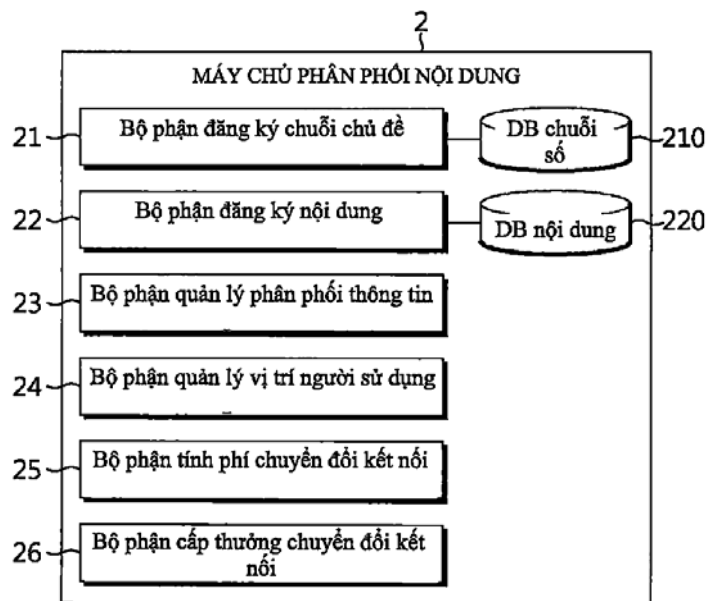 2
MÁY CHỦ PHÂN PHỐI NỘI DUNG
21
Bộ phận đăng ký chuỗi chủ đề
DB chuỗi
số
210
22
Bộ phận đăng ký nội dung
DB nội dung
220
23
Bộ phận quản lý phân phối thông tin
24
Bộ phận quản lý vị trí người sử dụng
25
Bộ phận tính phí chuyển đổi kết nối
26
Bộ phận cấp thưởng chuyển đổi kết
nối